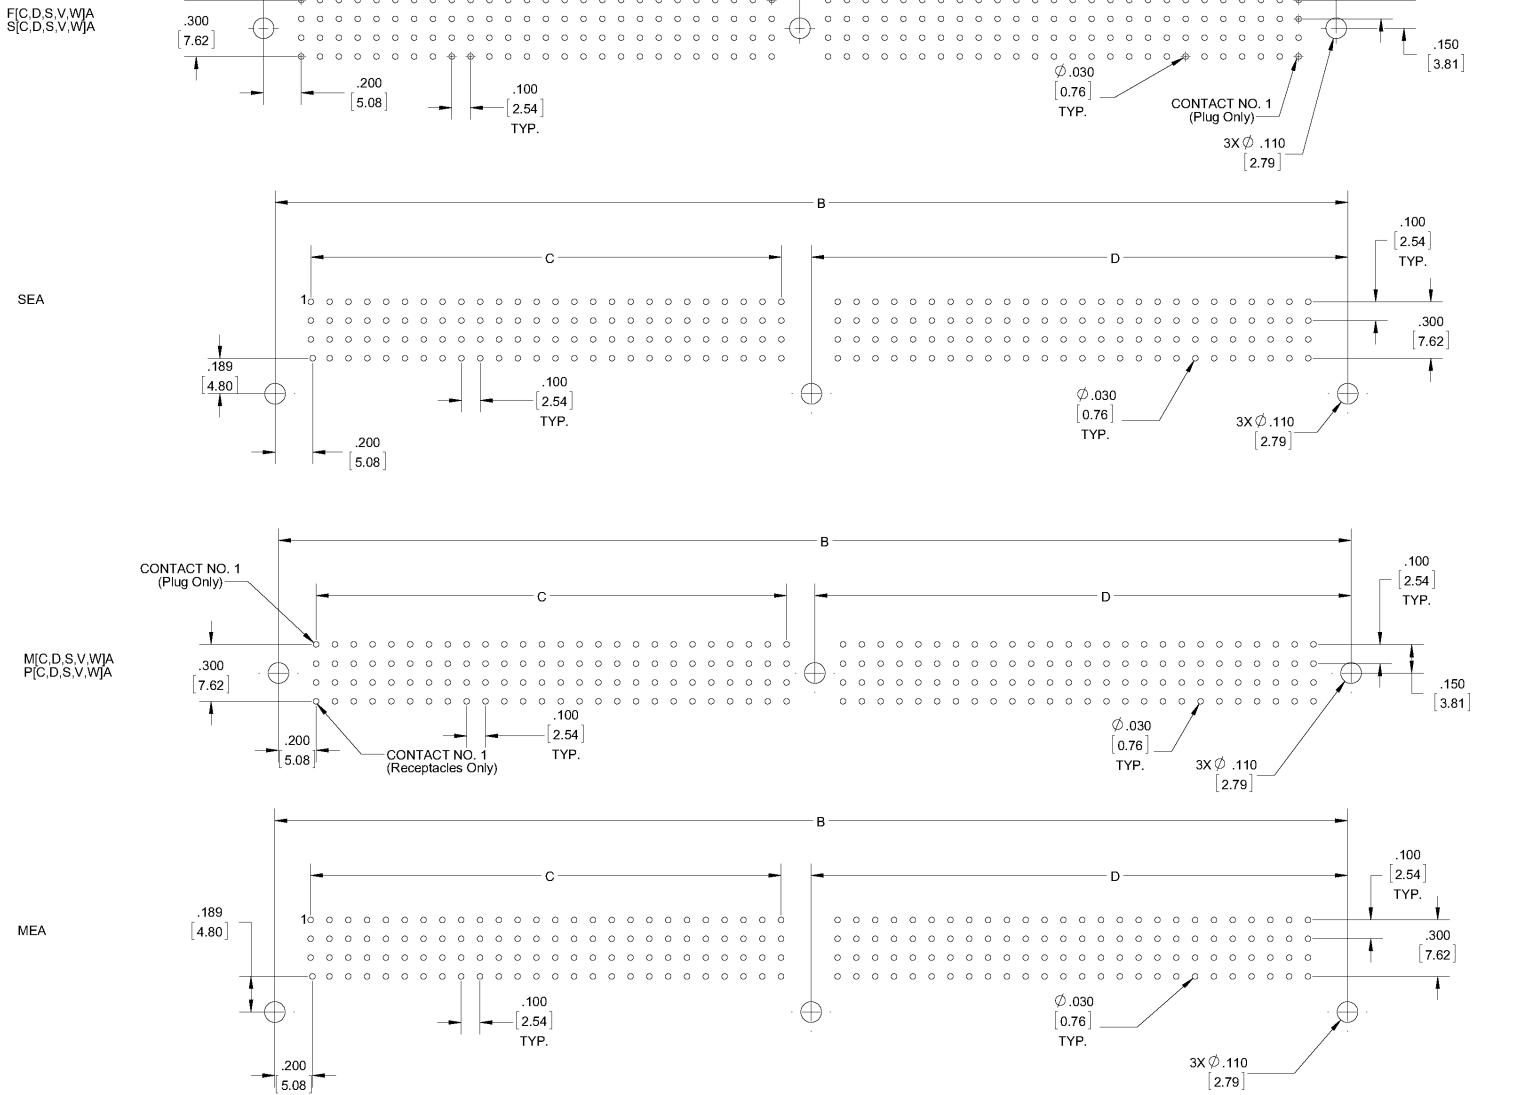 F[C,D,S,V,W]A
S[C,D,S,V,W]A
.300
[7.62]
.200
[5.08]
.100
[2.54]
TYP.
∅.030
[0.76]
TYP.
CONTACT NO. 1
(Plug Only)
3X∅ .110
[2.79]
.150
[3.81]
SEA
B
C
D
1
.100
[2.54]
TYP.
.300
[7.62]
.189
[4.80]
.100
[2.54]
TYP.
.200
[5.08]
∅.030
[0.76]
TYP.
3X∅.110
[2.79]
M[C,D,S,V,W]A
P[C,D,S,V,W]A
CONTACT NO. 1
(Plug Only)
B
C
D
.100
[2.54]
TYP.
.300
[7.62]
.150
[3.81]
.200
[5.08]
CONTACT NO. 1
(Receptacles Only)
.100
[2.54]
TYP.
∅.030
[0.76]
TYP.
3X∅ .110
[2.79]
MEA
B
C
D
1
.100
[2.54]
TYP.
.189
[4.80]
.300
[7.62]
.100
[2.54]
TYP.
.200
[5.08]
∅.030
[0.76]
TYP.
3X∅.110
[2.79]